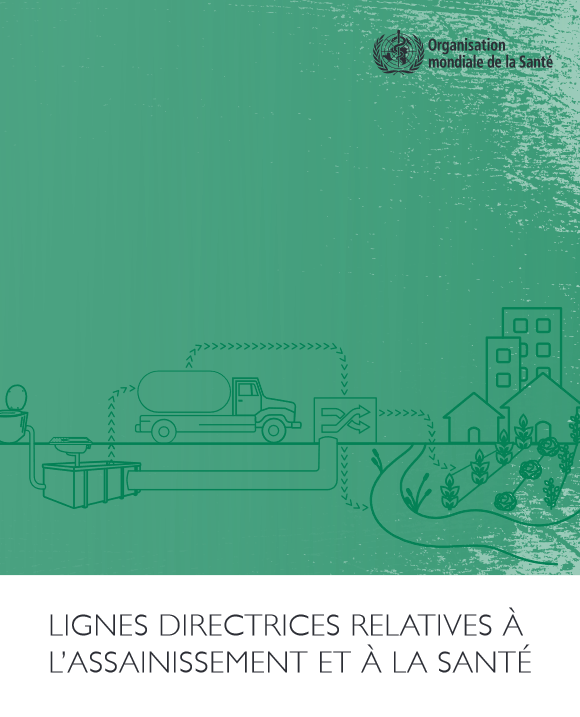 Organisation
mondiale de la Santé
LIGNES DIRECTRICES RELATIVES À
L'ASSAINISSEMENT ET À LA SANTÉ